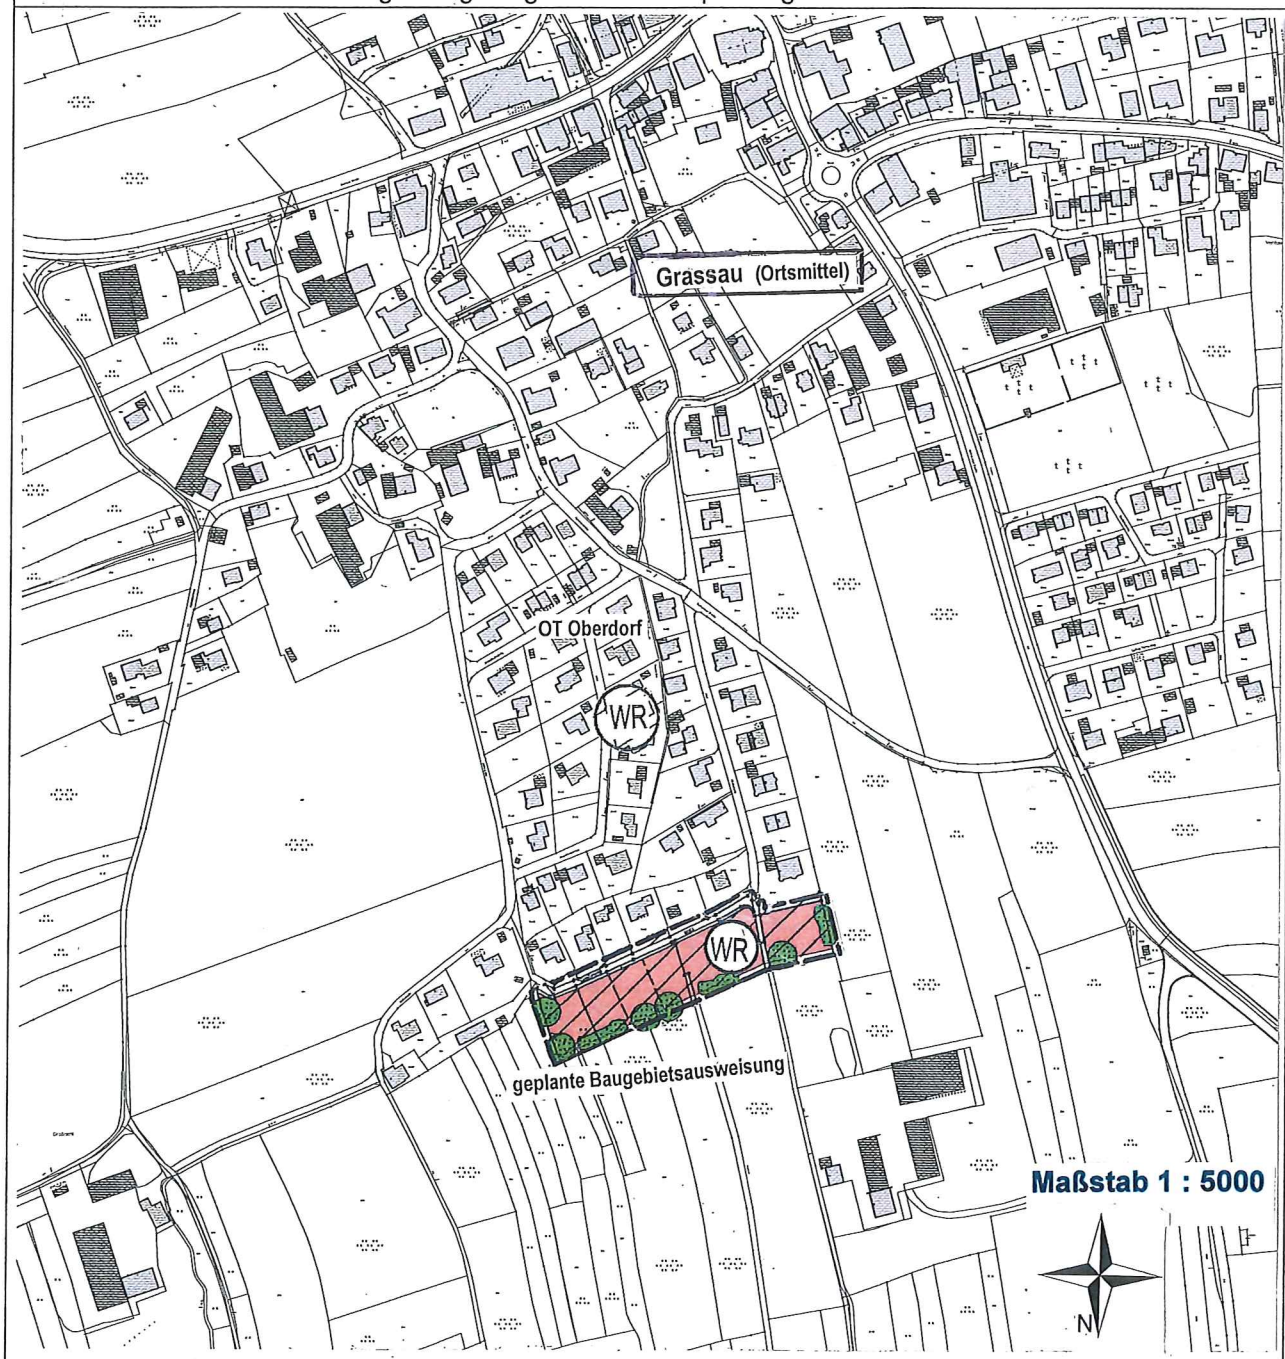 Grassau (Ortsmittel)
OT Oberdorf
WR
WR
geplante Baugebietsausweisung
Maßstab 1 : 5000
N